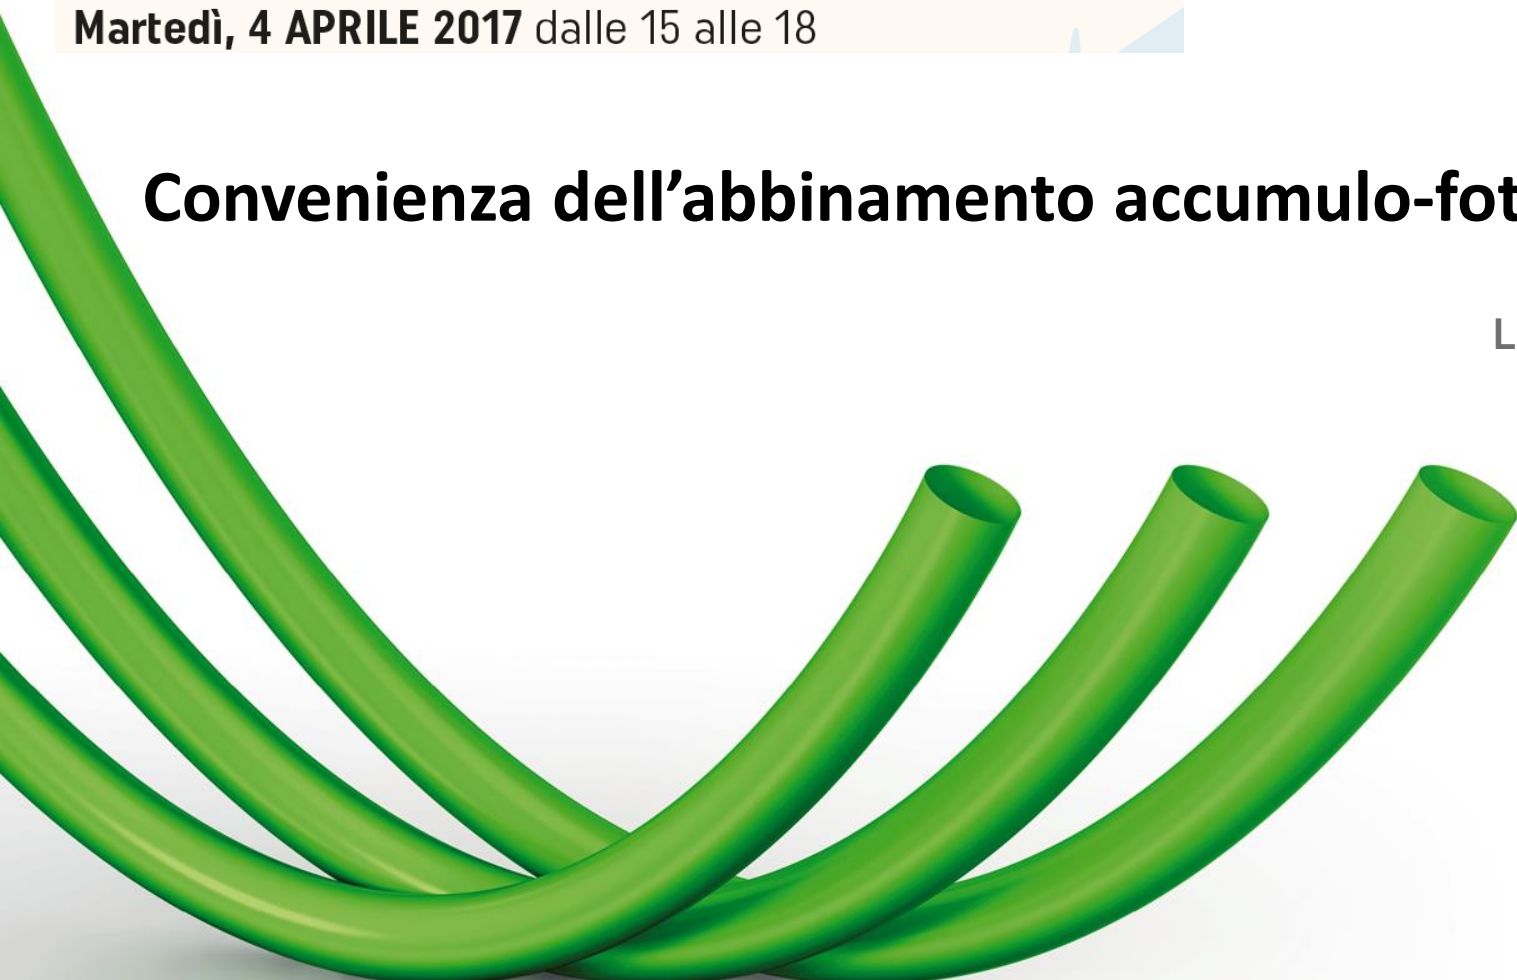 Martedì, 4 APRILE 2017 dalle 15 alle 18
Convenienza dell’abbinamento accumulo-fot
L